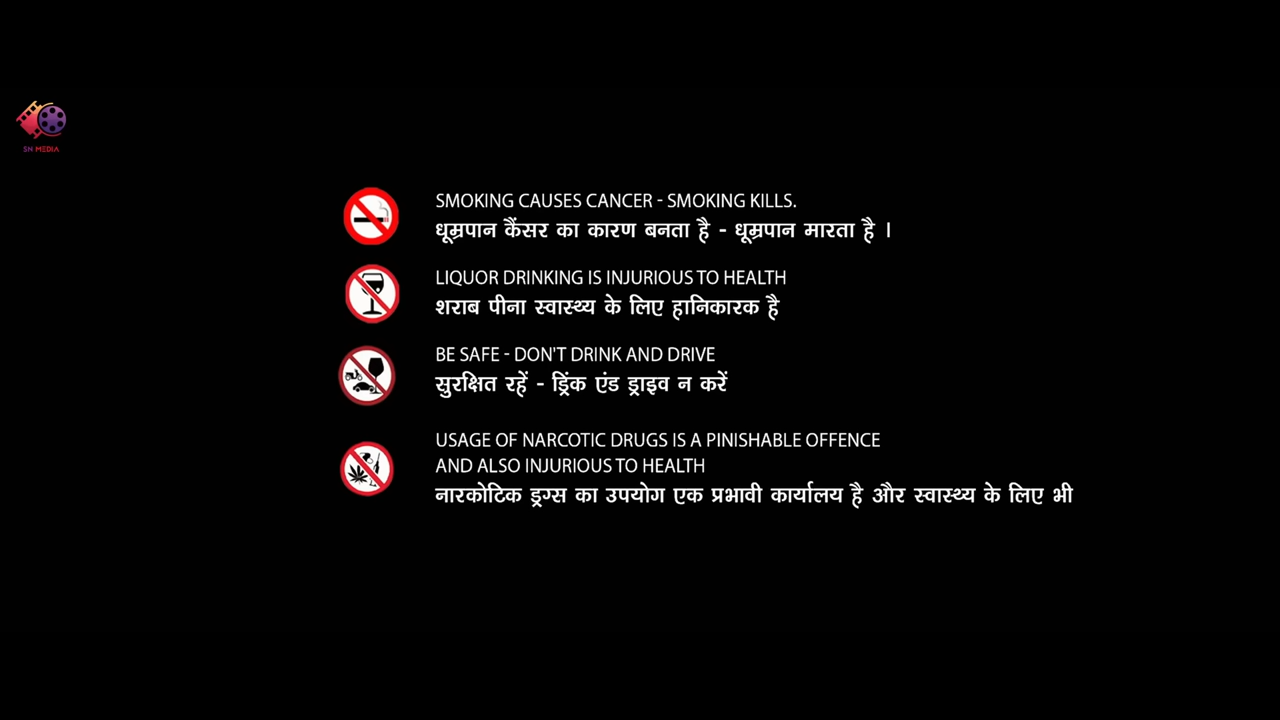 SN MEDIA
SMOKING CAUSES CANCER - SMOKING KILLS.
धूम्रपान कैंसर का कारण बनता है - धूम्रपान मारता है ।
LIQUOR DRINKING IS INJURIOUS TO HEALTH
शराब पीना स्वास्थ्य के लिए हानिकारक है
BE SAFE - DON'T DRINK AND DRIVE
सुरक्षित रहें - ड्रिंक एंड ड्राइव न करें
USAGE OF NARCOTIC DRUGS IS A PINISHABLE OFFENCE
AND ALSO INJURIOUS TO HEALTH
नारकोटिक ड्रग्स का उपयोग एक प्रभावी कार्यालय है और स्वास्थ्य के लिए भी